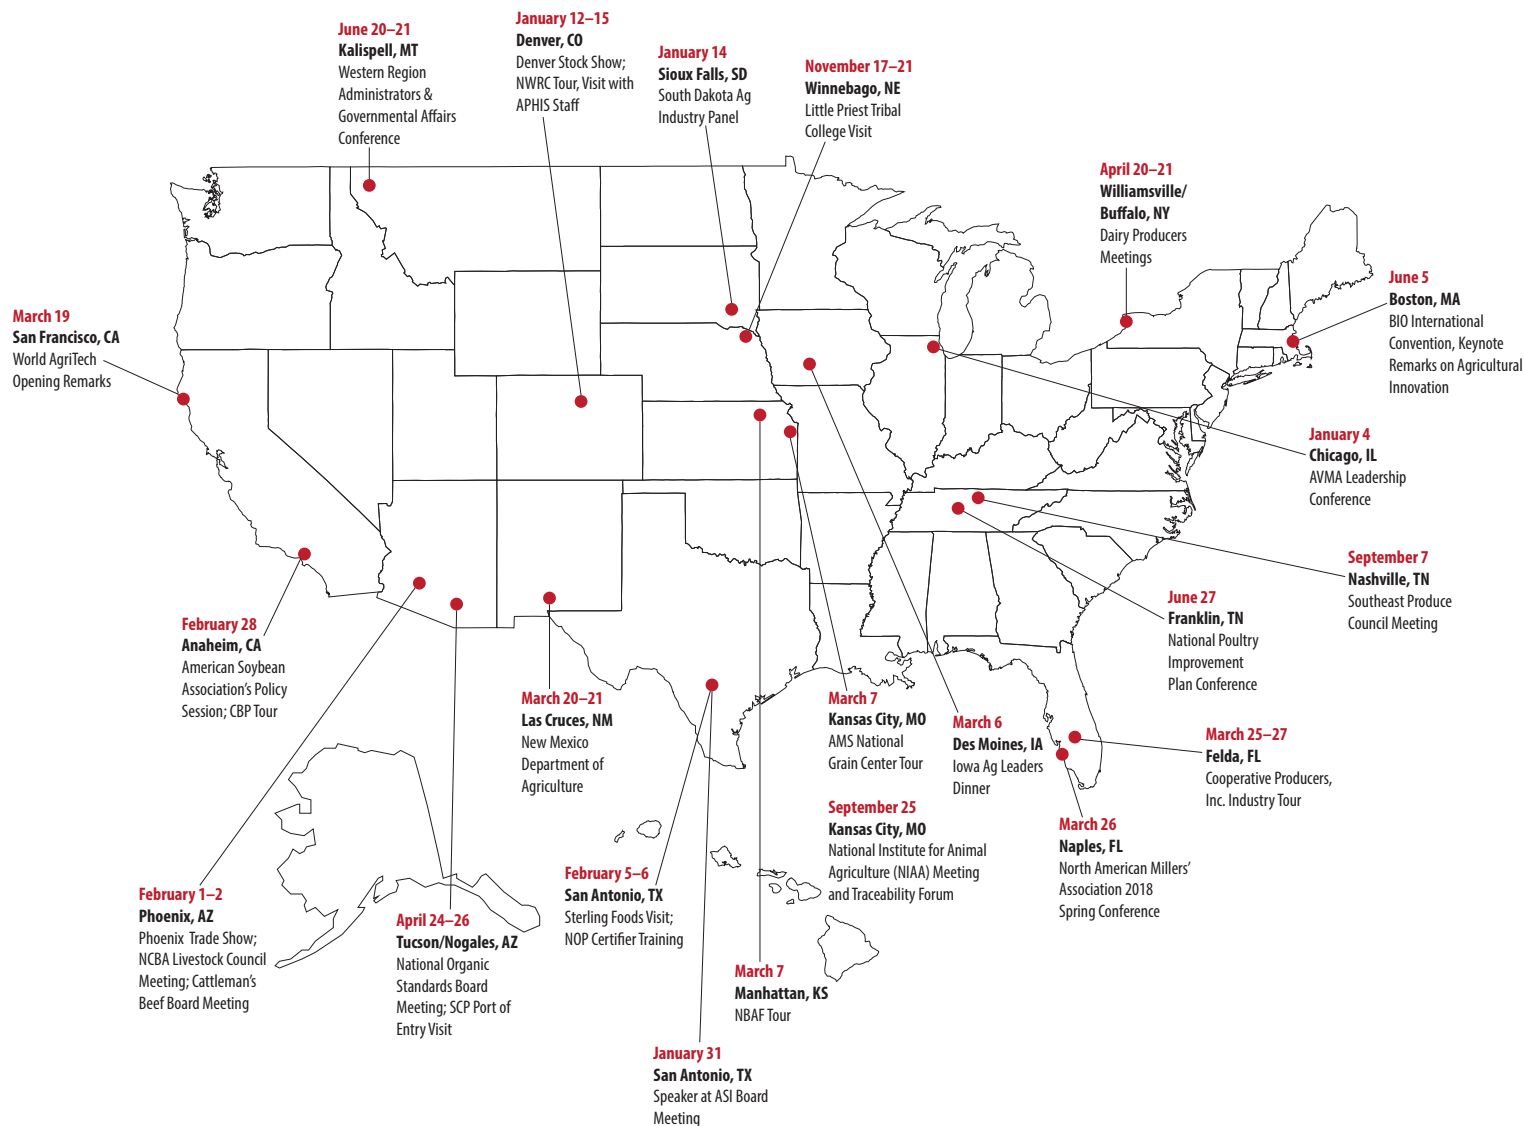 June 20–21
Kalispell, MT
Western Region
Administrators &
Governmental Affairs
Conference
January 12–15
Denver, CO
Denver Stock Show;
NWRC Tour, Visit with
APHIS Staff
January 14
Sioux Falls, SD
South Dakota Ag
Industry Panel
November 17–21
Winnebago, NE
Little Priest Tribal
College Visit
April 20–21
Williamsville/
Buffalo, NY
Dairy Producers
Meetings
June 5
Boston, MA
BIO International
Convention, Keynote
Remarks on Agricultural
Innovation
March 19
San Francisco, CA
World AgriTech
Opening Remarks
January 4
Chicago, IL
AVMA Leadership
Conference
September 7
Nashville, TN
Southeast Produce
Council Meeting
June 27
Franklin, TN
National Poultry
Improvement
Plan Conference
February 28
Anaheim, CA
American Soybean
Association's Policy
Session; CBP Tour
March 20–21
Las Cruces, NM
New Mexico
Department of
Agriculture
March 7
Kansas City, MO
AMS National
Grain Center Tour
March 6
Des Moines, IA
Iowa Ag Leaders
Dinner
March 25–27
Felda, FL
Cooperative Producers,
Inc. Industry Tour
September 25
Kansas City, MO
National Institute for Animal
Agriculture (NIAA) Meeting
and Traceability Forum
March 26
Naples, FL
North American Millers'
Association 2018
Spring Conference
February 1–2
Phoenix, AZ
Phoenix Trade Show;
NCBA Livestock Council
Meeting; Cattleman's
Beef Board Meeting
April 24–26
Tucson/Nogales, AZ
National Organic
Standards Board
Meeting; SCP Port of
Entry Visit
February 5–6
San Antonio, TX
Sterling Foods Visit;
NOP Certifier Training
March 7
Manhattan, KS
NBAF Tour
January 31
San Antonio, TX
Speaker at ASI Board
Meeting